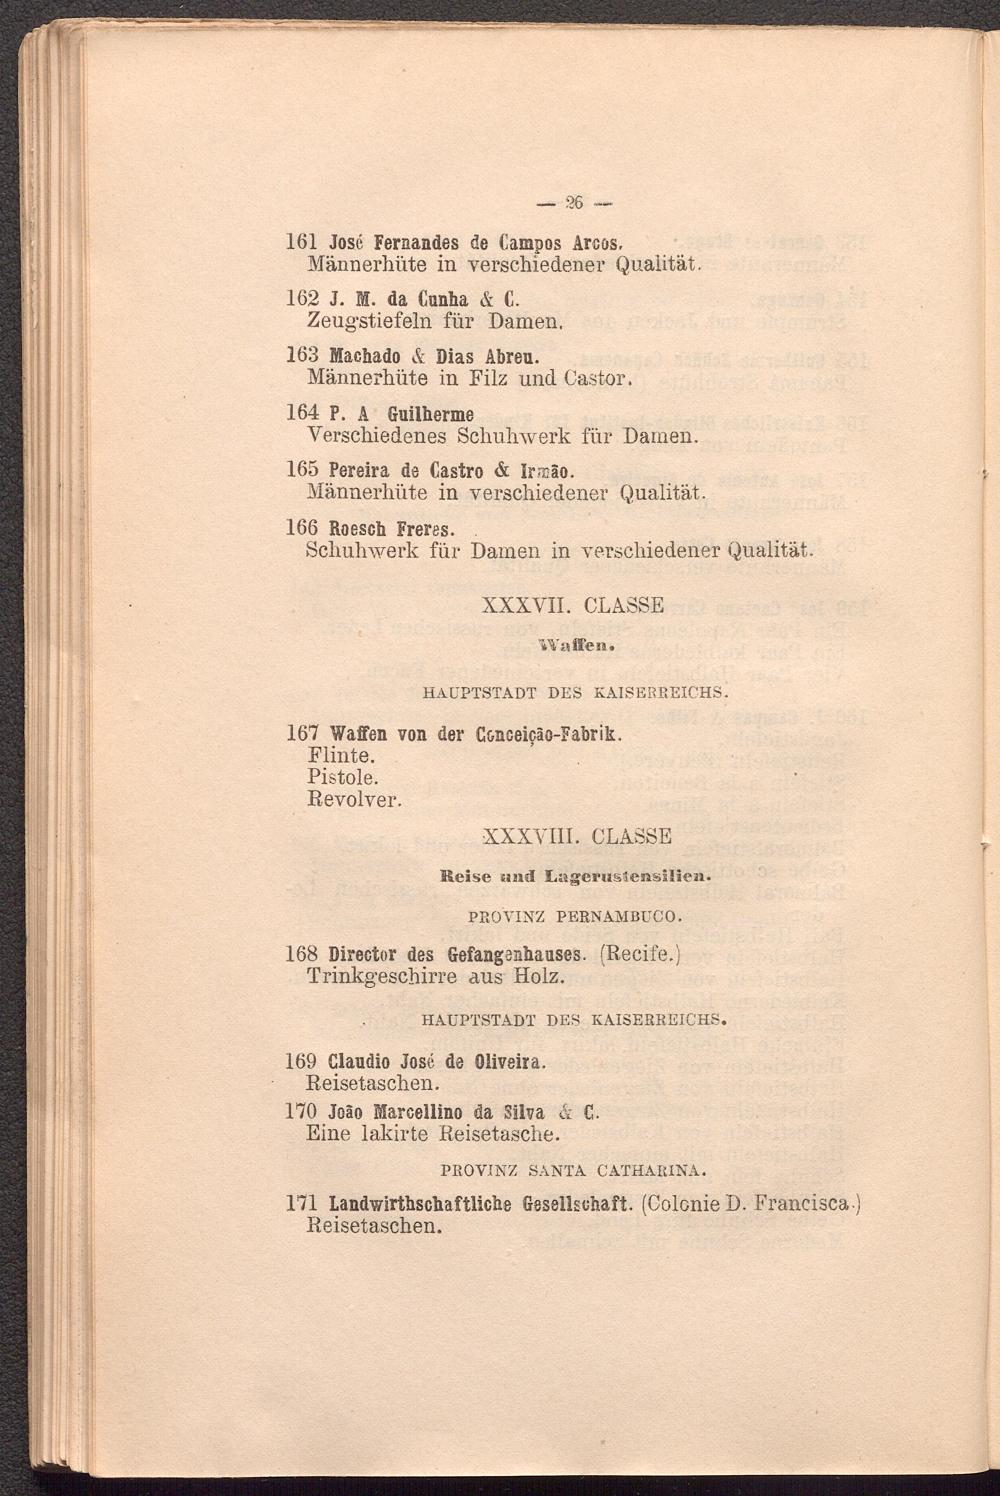 — 26 —
161 José Fernandes de Campos Arcos.
Männerhüte in verschiedener Qualität.
162 J. M. da Cunha & C.
Zeugstiefeln für Damen.
163 Machado & Dias Abreu.
Männerhüte in Filz und Castor.
164 P. A Guilherme
Verschiedenes Schuhwerk für Damen.
165 Pereira de Castro & Irmão.
Männerhüte in verschiedener Qualität.
166 Roesch Freres.
Schuhwerk für Damen in verschiedener Qualität.
XXXVII. CLASSE
Waffen.
HAUPTSTADT DES KAISERREICHS.
167 Waffen von der Conceição-Fabrik.
Flinte.
Pistole.
Revolver.
XXXVIII. CLASSE
Reise und Lagerustensilien.
PROVINZ PERNAMBUCO.
168 Director des Gefangenhauses. (Recife.)
Trinkgeschirre aus Holz.
HAUPTSTADT DES KAISERREICHS.
169 Claudio José de Oliveira.
Reisetaschen.
170 João Marcellino da Silva & C.
Eine lakirte Reisetasche.
PROVINZ SANTA CATHARINA.
171 Landwirthschaftliche Gesellschaft. (Colonie D. Francisca.)
Reisetaschen.